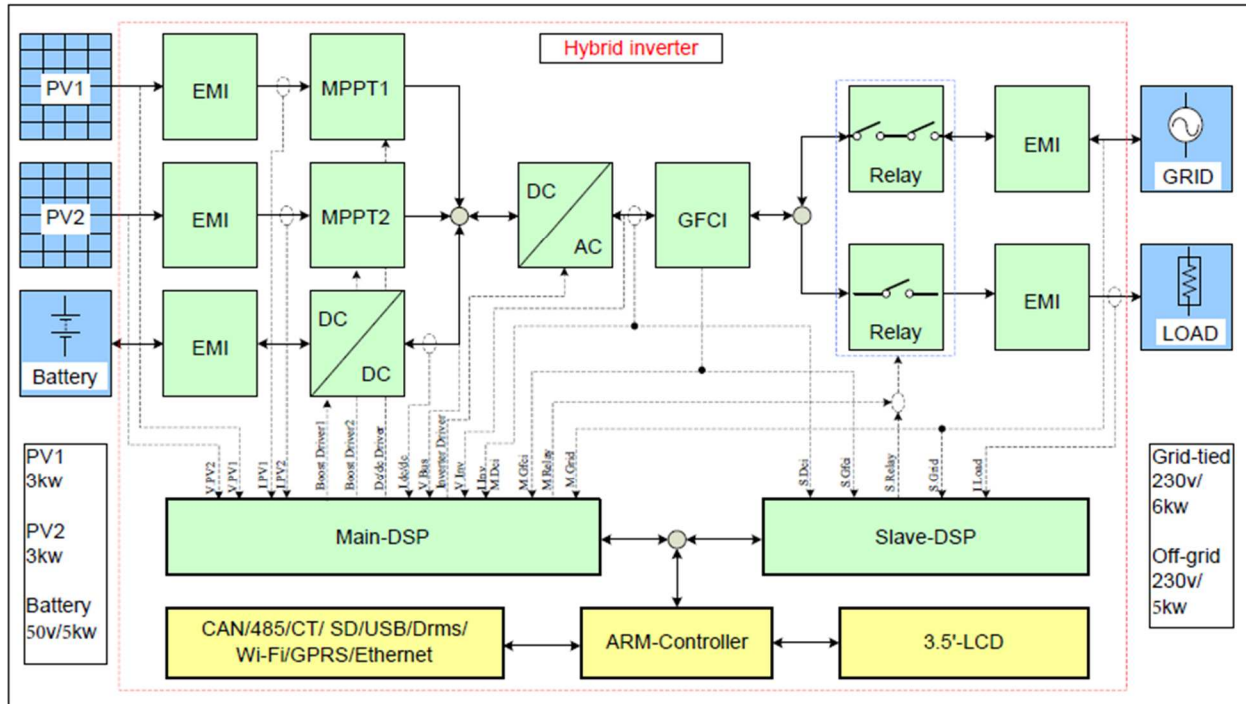 Hybrid inverter
PV1
EMI
MPPT1
Relay
EMI
GRID
PV2
EMI
MPPT2
DC
AC
GFCI
Battery
EMI
DC
DC
Relay
EMI
LOAD
V.PV2
V.PV1
I.PV1
I.PV2
Boost Driver1
Boost Driver2
Dc/dc Driver
I.dc/dc
V.Bus
Inverter Driver
V.Inv
I.Inv
M.Dci
M.Gfci
M.Relay
M.Grid
S.Dci
S.Gfci
S.Relay
S.Grid
I.Load
PV1
3kw
PV2
3kw
Battery
50v/5kw
Main-DSP
Slave-DSP
Grid-tied
230v/
6kw
Off-grid
230v/
5kw
CAN/485/CT/ SD/USB/Drms/
Wi-Fi/GPRS/Ethernet
ARM-Controller
3.5'-LCD